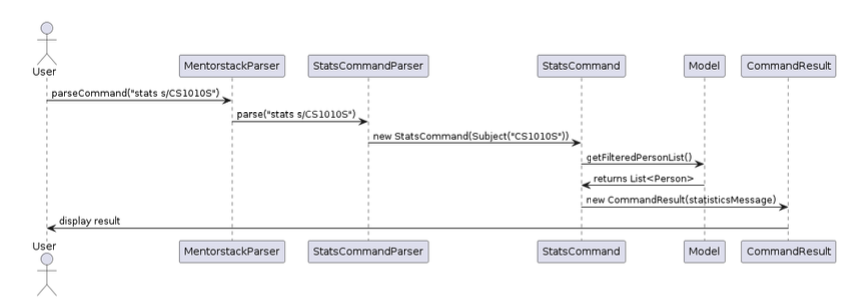 User
MentorstackParser
StatsCommandParser
StatsCommand
Model
CommandResult
parseCommand("stats s/CS1010S")
parse("stats s/CS1010S")
new StatsCommand(Subject("CS1010S"))
getFilteredPersonList()
returns List<Person>
new CommandResult(statisticsMessage)
display result
User
MentorstackParser
StatsCommandParser
StatsCommand
Model
CommandResult